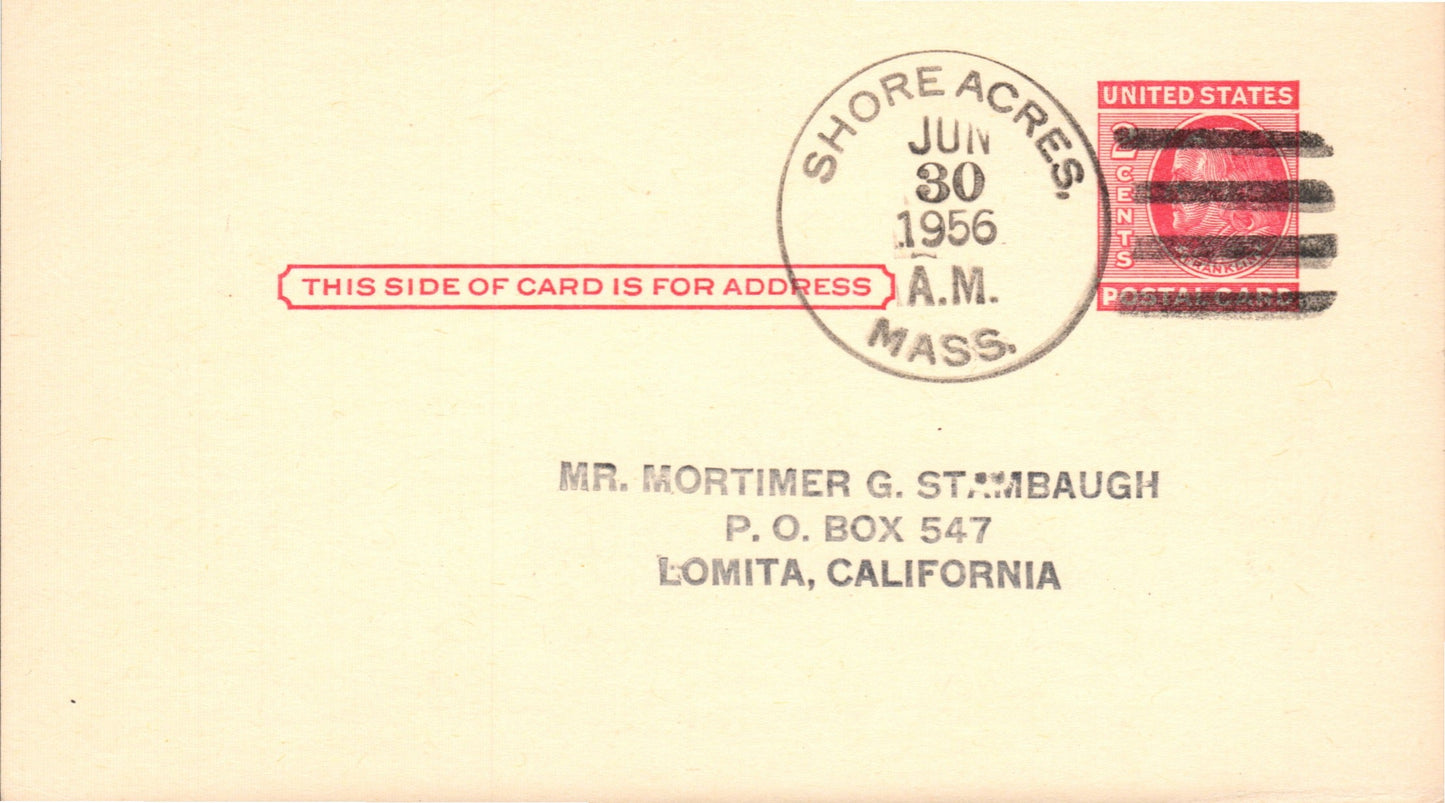 SHORE ACRES,
JUN
30
1956
A.M.
MASS.
UNITED STATES
2 CENTS
FRANKLIN
POSTAL CARD
THIS SIDE OF CARD IS FOR ADDRESS
MR. MORTIMER G. STAMBAUGH
P. O. BOX 547
LOMITA, CALIFORNIA